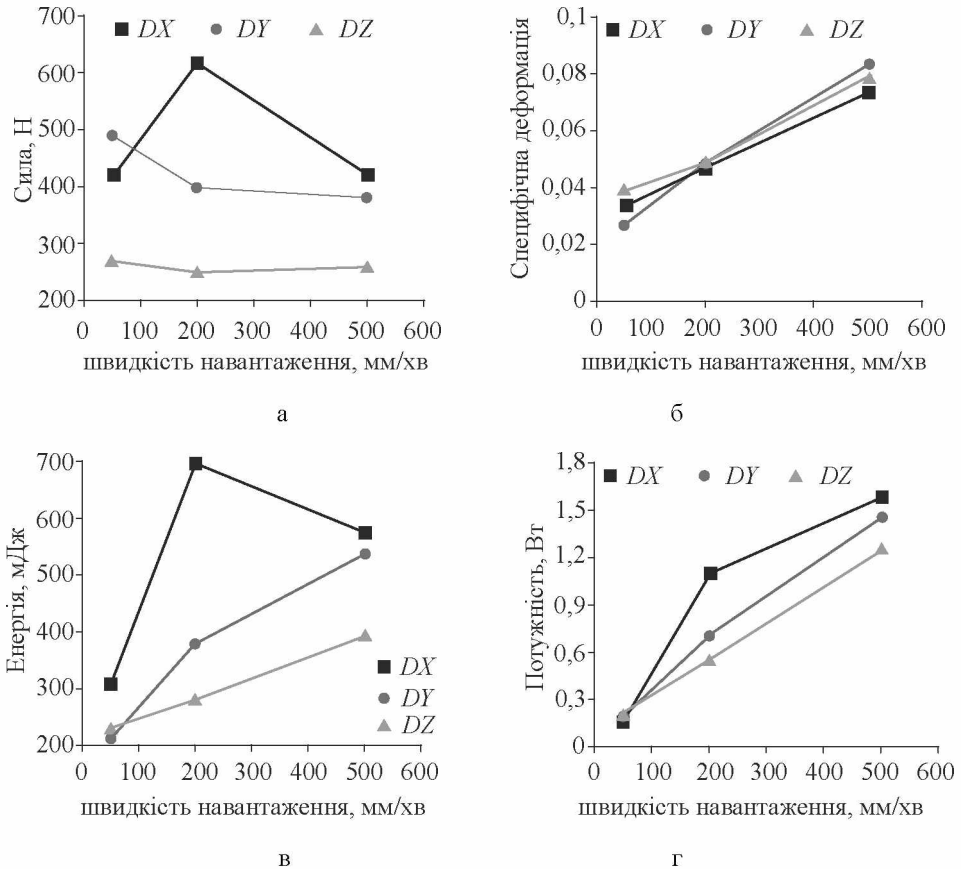 700
DX DY DZ
600
500
400
300
200
0 100 200 300 400 500 600
Сила, Н
швидкість навантаження, мм/хв
а
0,1
DX DY DZ
0,08
0,06
0,04
0,02
0
0 100 200 300 400 500 600
Специфічна деформація
швидкість навантаження, мм/хв
б
700
600
500
400
300
200
DX
DY
DZ
0 100 200 300 400 500 600
Енергія, мДж
швидкість навантаження, мм/хв
в
1,8
DX DY DZ
1,5
1,2
0,9
0,6
0,3
0
0 100 200 300 400 500 600
Потужність, Вт
швидкість навантаження, мм/хв
г